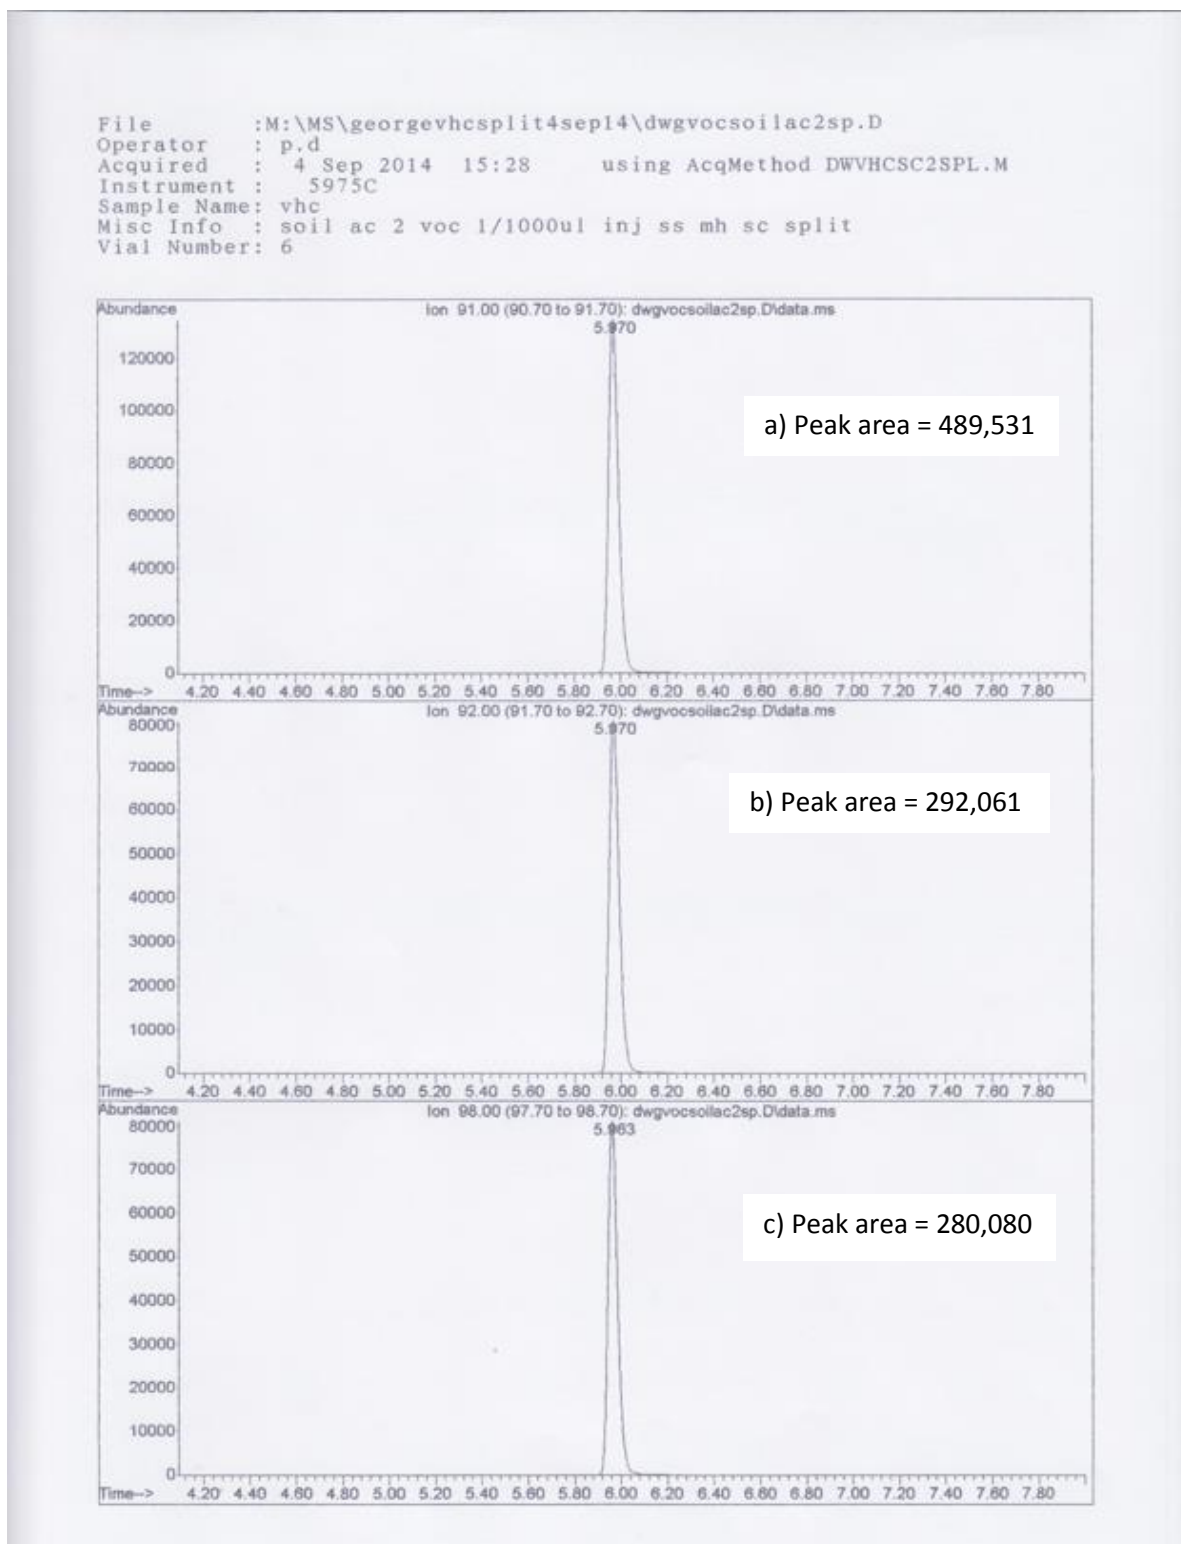 File :M:\MS\georgevhcsplit4sep14\dwgvocsoilac2sp.D
Operator : p.d
Acquired : 4 Sep 2014 15:28 using AcqMethod DWVHCSC2SPL.M
Instrument : 5975C
Sample Name: vhc
Misc Info : soil ac 2 voc 1/1000ul inj ss mh sc split
Vial Number: 6
Abundance Ion 91.00 (90.70 to 91.70): dwgvocsoilac2sp.D\data.ms
5.970
120000
100000
a) Peak area = 489,531
80000
60000
40000
20000
0
Time--> 4.20 4.40 4.60 4.80 5.00 5.20 5.40 5.60 5.80 6.00 6.20 6.40 6.60 6.80 7.00 7.20 7.40 7.60 7.80
Abundance Ion 92.00 (91.70 to 92.70): dwgvocsoilac2sp.D\data.ms
80000
5.970
70000
b) Peak area = 292,061
60000
50000
40000
30000
20000
10000
0
Time--> 4.20 4.40 4.60 4.80 5.00 5.20 5.40 5.60 5.80 6.00 6.20 6.40 6.60 6.80 7.00 7.20 7.40 7.60 7.80
Abundance Ion 98.00 (97.70 to 98.70): dwgvocsoilac2sp.D\data.ms
80000
5.963
70000
60000
c) Peak area = 280,080
50000
40000
30000
20000
10000
0
Time--> 4.20 4.40 4.60 4.80 5.00 5.20 5.40 5.60 5.80 6.00 6.20 6.40 6.60 6.80 7.00 7.20 7.40 7.60 7.80